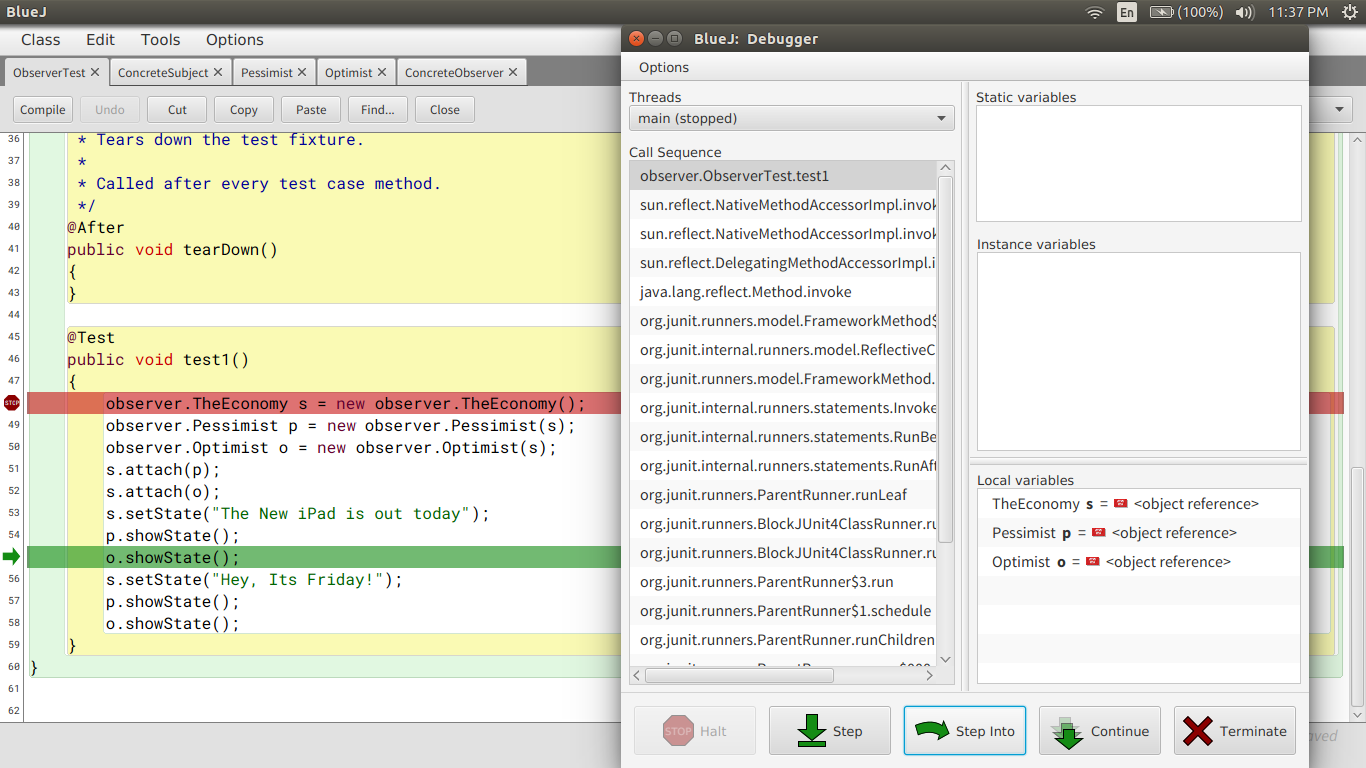 BlueJ
En
(100%)
11:37 PM
Class Edit Tools Options
ObserverTest ConcreteSubject Pessimist Optimist ConcreteObserver
Compile Undo Cut Copy Paste Find... Close
36 * Tears down the test fixture.
37 *
38 * Called after every test case method.
39 */
40 @After
41 public void tearDown()
42 {
43 }
44
45 @Test
46 public void test1()
47 {
STOP observer.TheEconomy s = new observer.TheEconomy();
49 observer.Pessimist p = new observer.Pessimist(s);
50 observer.Optimist o = new observer.Optimist(s);
51 s.attach(p);
52 s.attach(o);
53 s.setState("The New iPad is out today");
54 p.showState();
o.showState();
56 s.setState("Hey, Its Friday!");
57 p.showState();
58 o.showState();
59 }
60 }
61
62
BlueJ: Debugger
Options
Threads
main (stopped)
Call Sequence
observer.ObserverTest.test1
sun.reflect.NativeMethodAccessorImpl.invok
sun.reflect.NativeMethodAccessorImpl.invok
sun.reflect.DelegatingMethodAccessorImpl.i
java.lang.reflect.Method.invoke
org.junit.runners.model.FrameworkMethod$
org.junit.internal.runners.model.ReflectiveC
org.junit.runners.model.FrameworkMethod.
org.junit.internal.runners.statements.Invoke
org.junit.internal.runners.statements.RunBe
org.junit.internal.runners.statements.RunAft
org.junit.runners.ParentRunner.runLeaf
org.junit.runners.BlockJUnit4ClassRunner.ru
org.junit.runners.BlockJUnit4ClassRunner.ru
org.junit.runners.ParentRunner$3.run
org.junit.runners.ParentRunner$1.schedule
org.junit.runners.ParentRunner.runChildren
Static variables
Instance variables
Local variables
TheEconomy s = <object reference>
Pessimist p = <object reference>
Optimist o = <object reference>
STOP Halt Step Step Into Continue Terminate